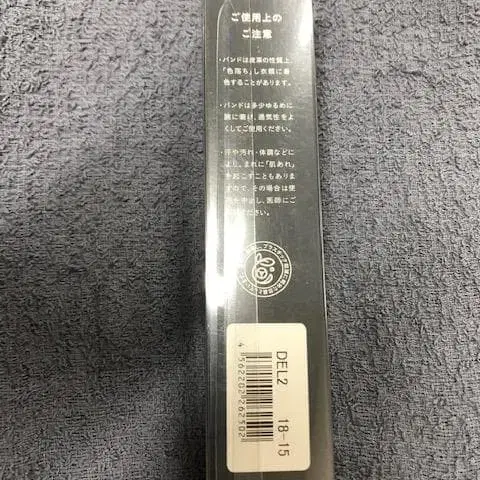 ご使用上の
ご注意
・バンドは皮革の性質上、
「色落ち」し衣類に着
色することがあります。
・バンドは多少ゆるめに
腕に着け、通気性をよ
くしてご使用ください。
・汗や汚れ・体調などに
より、まれに「肌あれ」
を起こすこともありま
すので、その場合は使
用を中止し、医師にご
ください。
DEL2 18-15
4562202262502